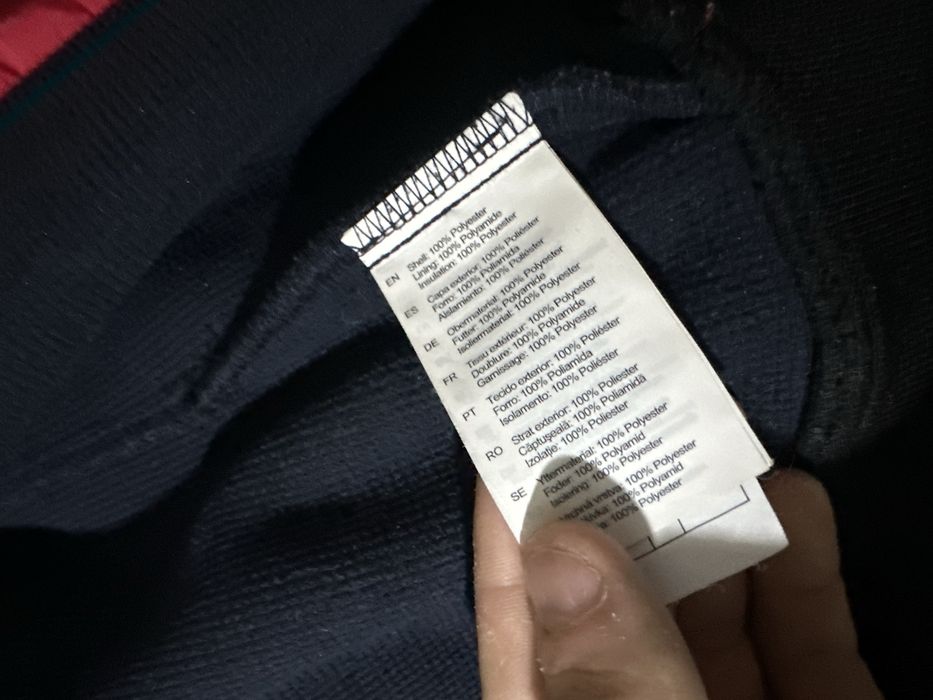 EN Shell: 100% Polyester
Lining: 100% Polyamide
Insulation: 100% Polyester
ES Capa exterior: 100% Poliéster
Forro: 100% Poliamida
Aislamiento: 100% Poliéster
DE Obermaterial: 100% Polyester
Futter: 100% Polyamide
Isoliermaterial: 100% Polyester
FR Tissu extérieur: 100% Polyester
Doublure: 100% Polyamide
Garnissage: 100% Polyester
PT Tecido exterior: 100% Poliéster
Forro: 100% Poliamida
Isolamento: 100% Poliéster
RO Strat exterior: 100% Poliester
Căptușeală: 100% Poliamidă
Izolație: 100% Poliester
SE Yttermaterial: 100% Polyester
Foder: 100% Polyamid
Isolering: 100% Polyester
vrstva: 100% Polyester
100% Polyamid
100% Polyester